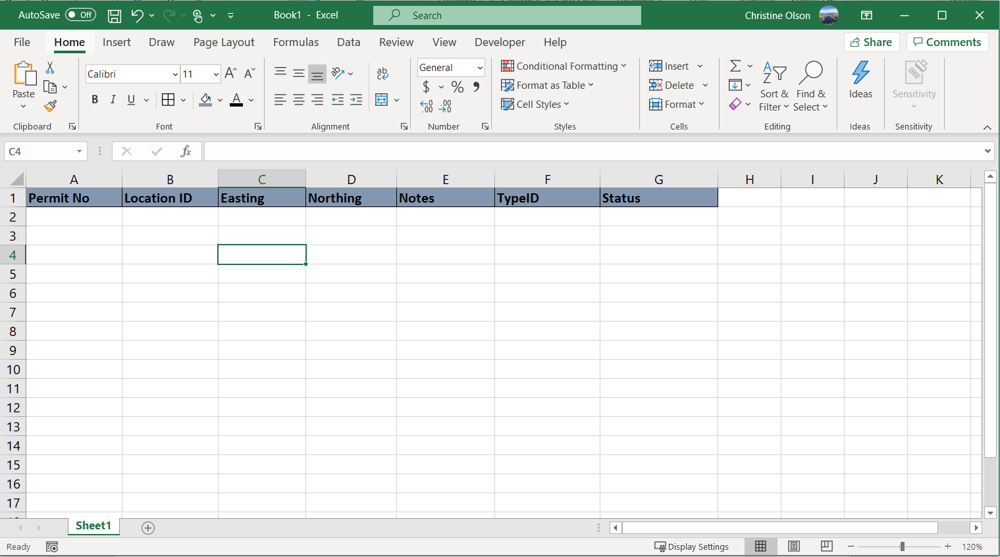 AutoSave Off Book1 - Excel Search Christine Olson
File Home Insert Draw Page Layout Formulas Data Review View Developer Help Share Comments
Calibri 11 General Conditional Formatting Insert
Paste $ % Format as Table Delete Sort & Find & Ideas Sensitivity
B I U A Cell Styles Format Filter Select
Clipboard Font Alignment Number Styles Cells Editing Ideas Sensitivity
C4 fx
A B C D E F G H I J K
1 Permit No Location ID Easting Northing Notes TypeID Status
2
3
4
5
6
7
8
9
10
11
12
13
14
15
16
17
Sheet1
Ready Display Settings 120%